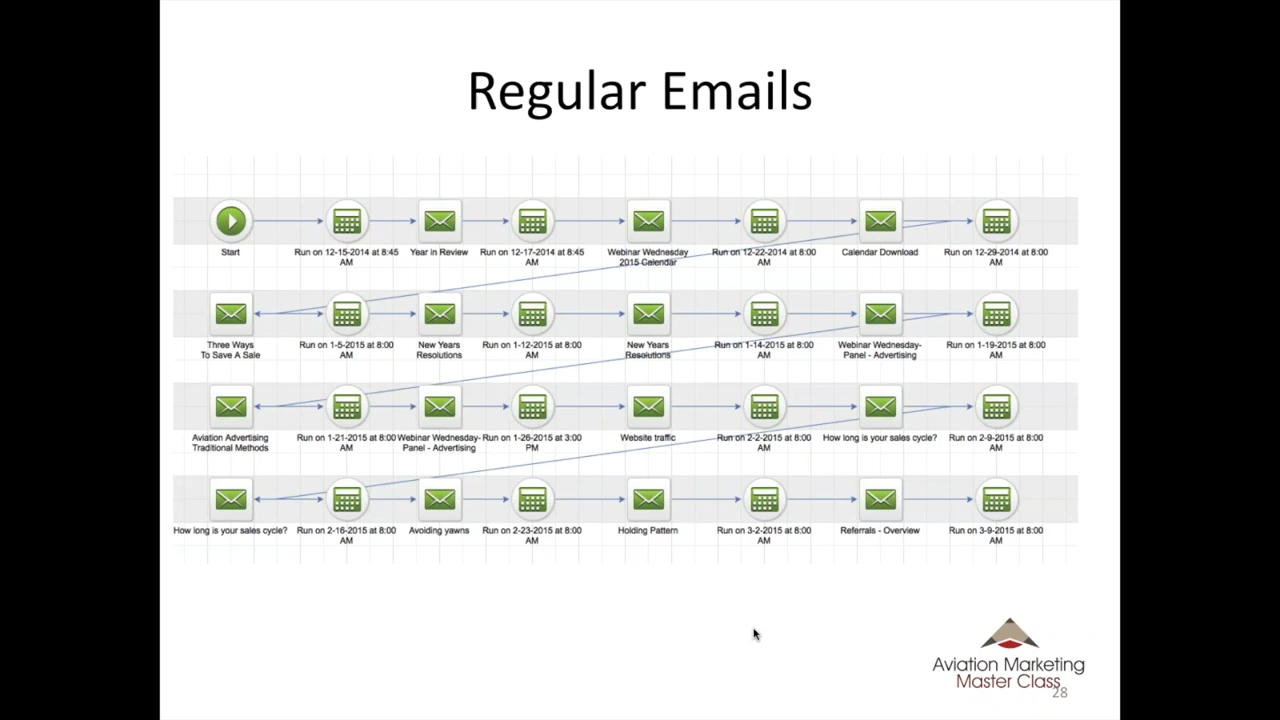 Regular Emails
Start
Run on 12-15-2014 at 8:45
AM
Year in Review
Run on 12-17-2014 at 8:45
AM
Webinar Wednesday
2015 Calendar
Run on 12-22-2014 at 8:00
AM
Calendar Download
Run on 12-29-2014 at 8:00
AM
Three Ways
To Save A Sale
Run on 1-5-2015 at 8:00
AM
New Years
Resolutions
Run on 1-12-2015 at 8:00
AM
New Years
Resolutions
Run on 1-14-2015 at 8:00
AM
Webinar Wednesday-
Panel - Advertising
Run on 1-19-2015 at 8:00
AM
Aviation Advertising
Traditional Methods
Run on 1-21-2015 at 8:00
AM
Webinar Wednesday-
Panel - Advertising
Run on 1-26-2015 at 3:00
PM
Website traffic
Run on 2-2-2015 at 8:00
AM
How long is your sales cycle?
Run on 2-9-2015 at 8:00
AM
How long is your sales cycle?
Run on 2-16-2015 at 8:00
AM
Avoiding yawns
Run on 2-23-2015 at 8:00
AM
Holding Pattern
Run on 3-2-2015 at 8:00
AM
Referrals - Overview
Run on 3-9-2015 at 8:00
AM
Aviation Marketing
Master Class
28